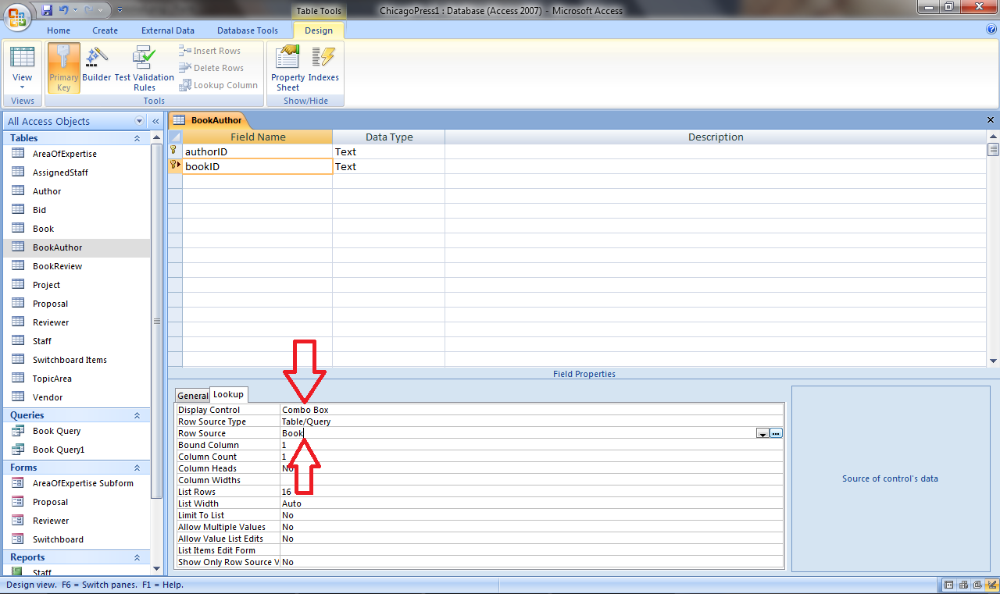 Table Tools
ChicagoPress1 : Database (Access 2007) - Microsoft Access
Home Create External Data Database Tools Design
View
Primary Key
Builder
Test Validation Rules
Insert Rows
Delete Rows
Lookup Column
Property Sheet
Indexes
Views
Tools
Show/Hide
All Access Objects
Tables
AreaOfExpertise
AssignedStaff
Author
Bid
Book
BookAuthor
BookReview
Project
Proposal
Reviewer
Staff
Switchboard Items
TopicArea
Vendor
Queries
Book Query
Book Query1
Forms
AreaOfExpertise Subform
Proposal
Reviewer
Switchboard
Reports
Staff
BookAuthor
Field Name Data Type Description
authorID Text
bookID Text
Field Properties
General Lookup
Display Control Combo Box
Row Source Type Table/Query
Row Source Book
Bound Column 1
Column Count 1
Column Heads No
Column Widths
List Rows 16
List Width Auto
Limit To List No
Allow Multiple Values No
Allow Value List Edits No
List Items Edit Form
Show Only Row Source V No
Source of control's data
Design view. F6 = Switch panes. F1 = Help.